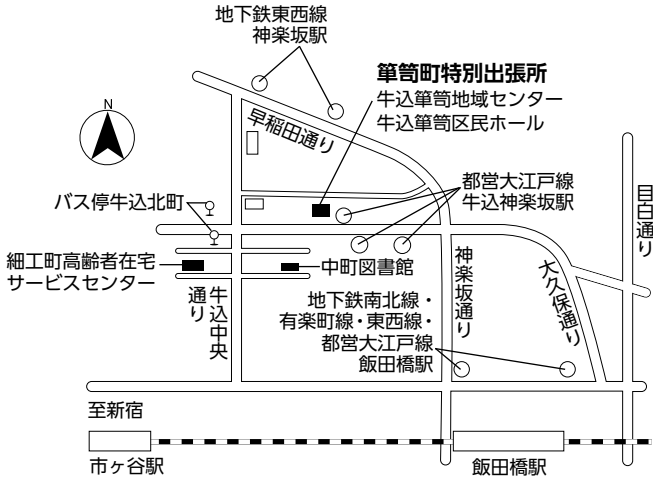 地下鉄東西線
神楽坂駅
箪笥町特別出張所
牛込箪笥地域センター
牛込箪笥区民ホール
N
早稲田通り
バス停牛込北町
都営大江戸線
牛込神楽坂駅
目白通り
細工町高齢者在宅
サービスセンター
中町図書館
牛込中央
通り
神楽坂通り
大久保通り
地下鉄南北線・
有楽町線・東西線・
都営大江戸線
飯田橋駅
至新宿
市ヶ谷駅
飯田橋駅